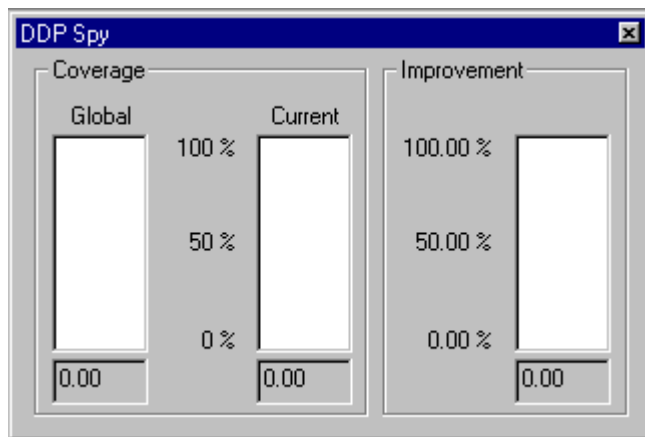 DDP Spy
Coverage
Improvement
Global
Current
100 %
100.00 %
50 %
50.00 %
0 %
0.00 %
0.00
0.00
0.00